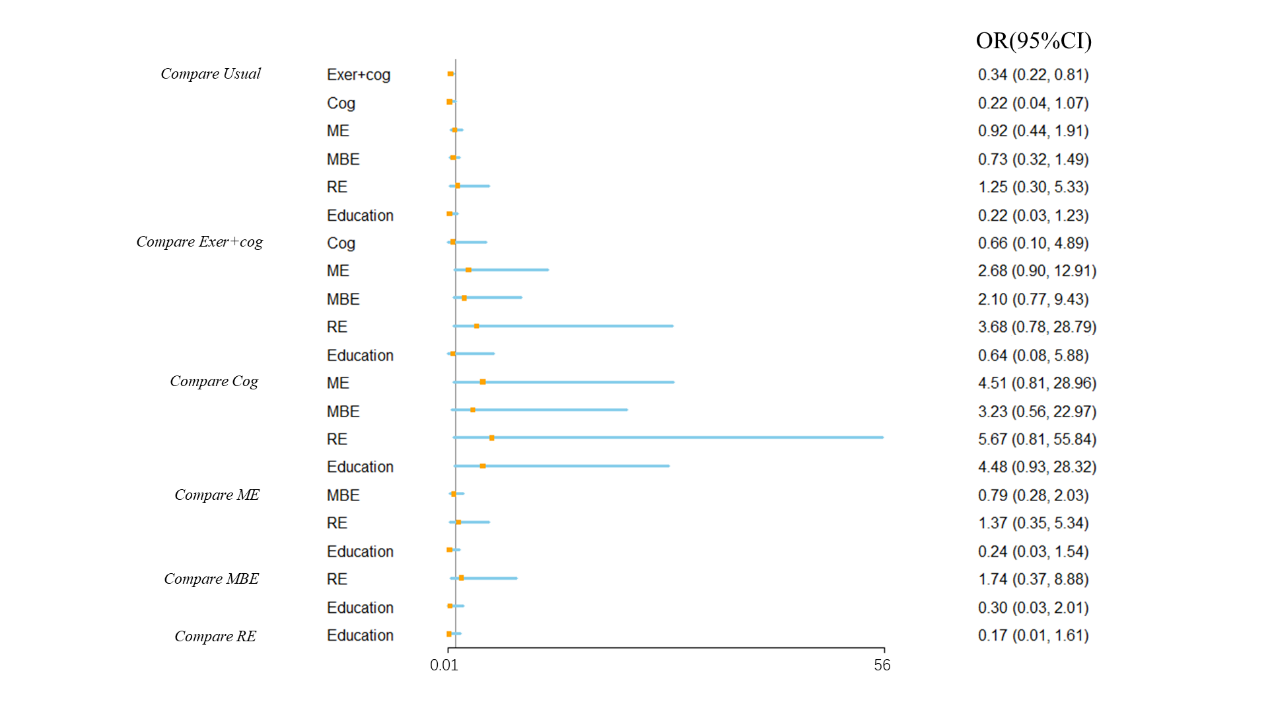 OR(95%CI)
Compare Usual Exer+cog 0.34 (0.22, 0.81)
Cog 0.22 (0.04, 1.07)
ME 0.92 (0.44, 1.91)
MBE 0.73 (0.32, 1.49)
RE 1.25 (0.30, 5.33)
Education 0.22 (0.03, 1.23)
Compare Exer+cog Cog 0.66 (0.10, 4.89)
ME 2.68 (0.90, 12.91)
MBE 2.10 (0.77, 9.43)
RE 3.68 (0.78, 28.79)
Education 0.64 (0.08, 5.88)
Compare Cog ME 4.51 (0.81, 28.96)
MBE 3.23 (0.56, 22.97)
RE 5.67 (0.81, 55.84)
Education 4.48 (0.93, 28.32)
Compare ME MBE 0.79 (0.28, 2.03)
RE 1.37 (0.35, 5.34)
Education 0.24 (0.03, 1.54)
Compare MBE RE 1.74 (0.37, 8.88)
Education 0.30 (0.03, 2.01)
Compare RE Education 0.17 (0.01, 1.61)
0.01 56